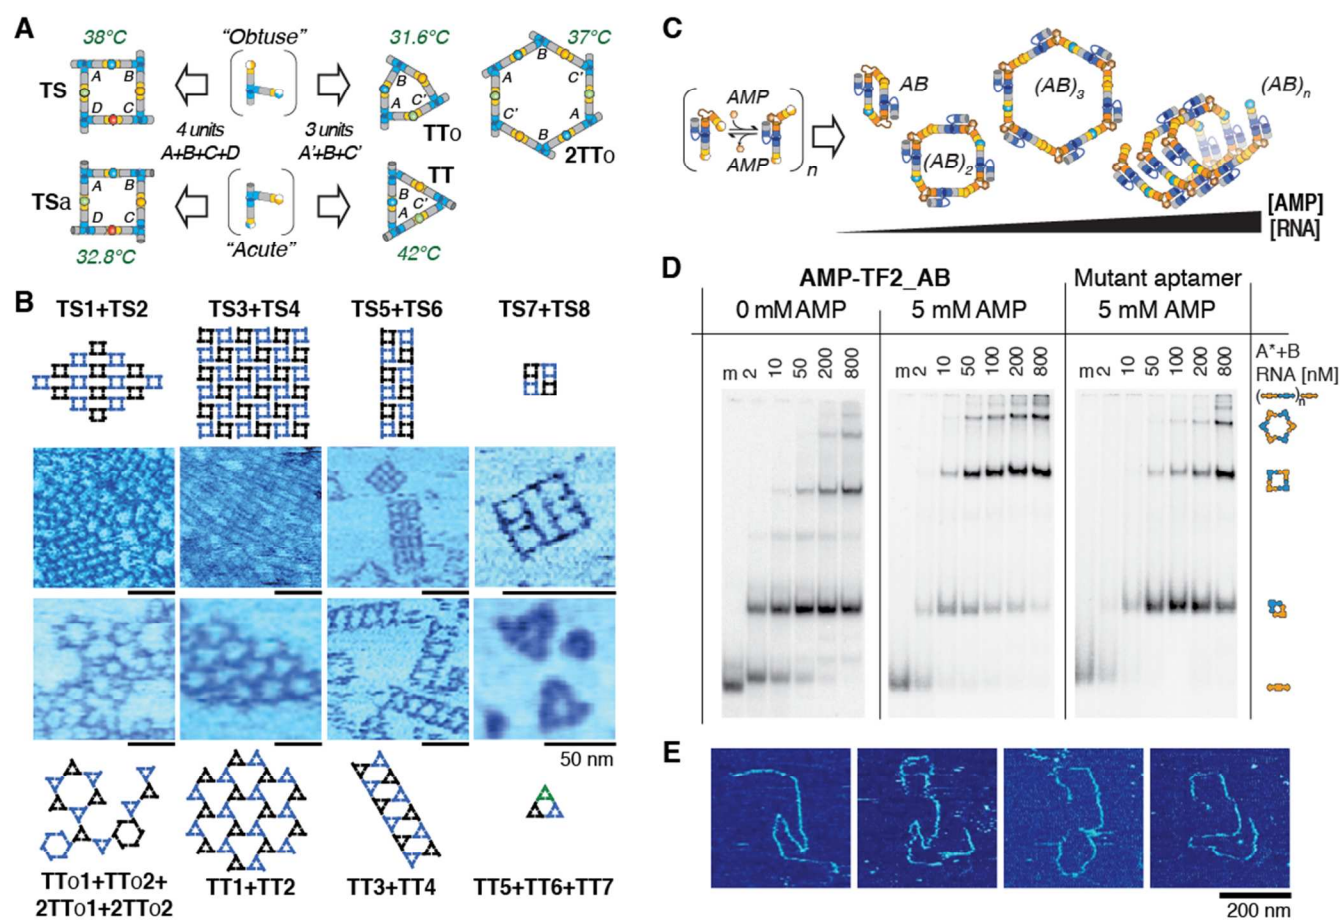 A
38°C
"Obtuse"
31.6°C
37°C
TS
A B
D C
4 units
A+B+C+D
3 units
A'+B+C'
B
A C'
TTo
B
A C'
C' A
B
2TTo
TSa
A B
D C
TT
B
A C'
32.8°C
"Acute"
42°C
B
TS1+TS2
TS3+TS4
TS5+TS6
TS7+TS8
50 nm
TTo1+TTo2+
2TTo1+2TTo2
TT1+TT2
TT3+TT4
TT5+TT6+TT7
C
AMP
AMP
n
AB
(AB)2
(AB)3
(AB)n
[AMP]
[RNA]
D
AMP-TF2_AB
Mutant aptamer
0 mM AMP
5 mM AMP
5 mM AMP
m 2 10 50 200 800
m 2 10 50 100 200 800
m 2 10 50 100 200 800
A*+B
RNA [nM]
( )n
E
200 nm